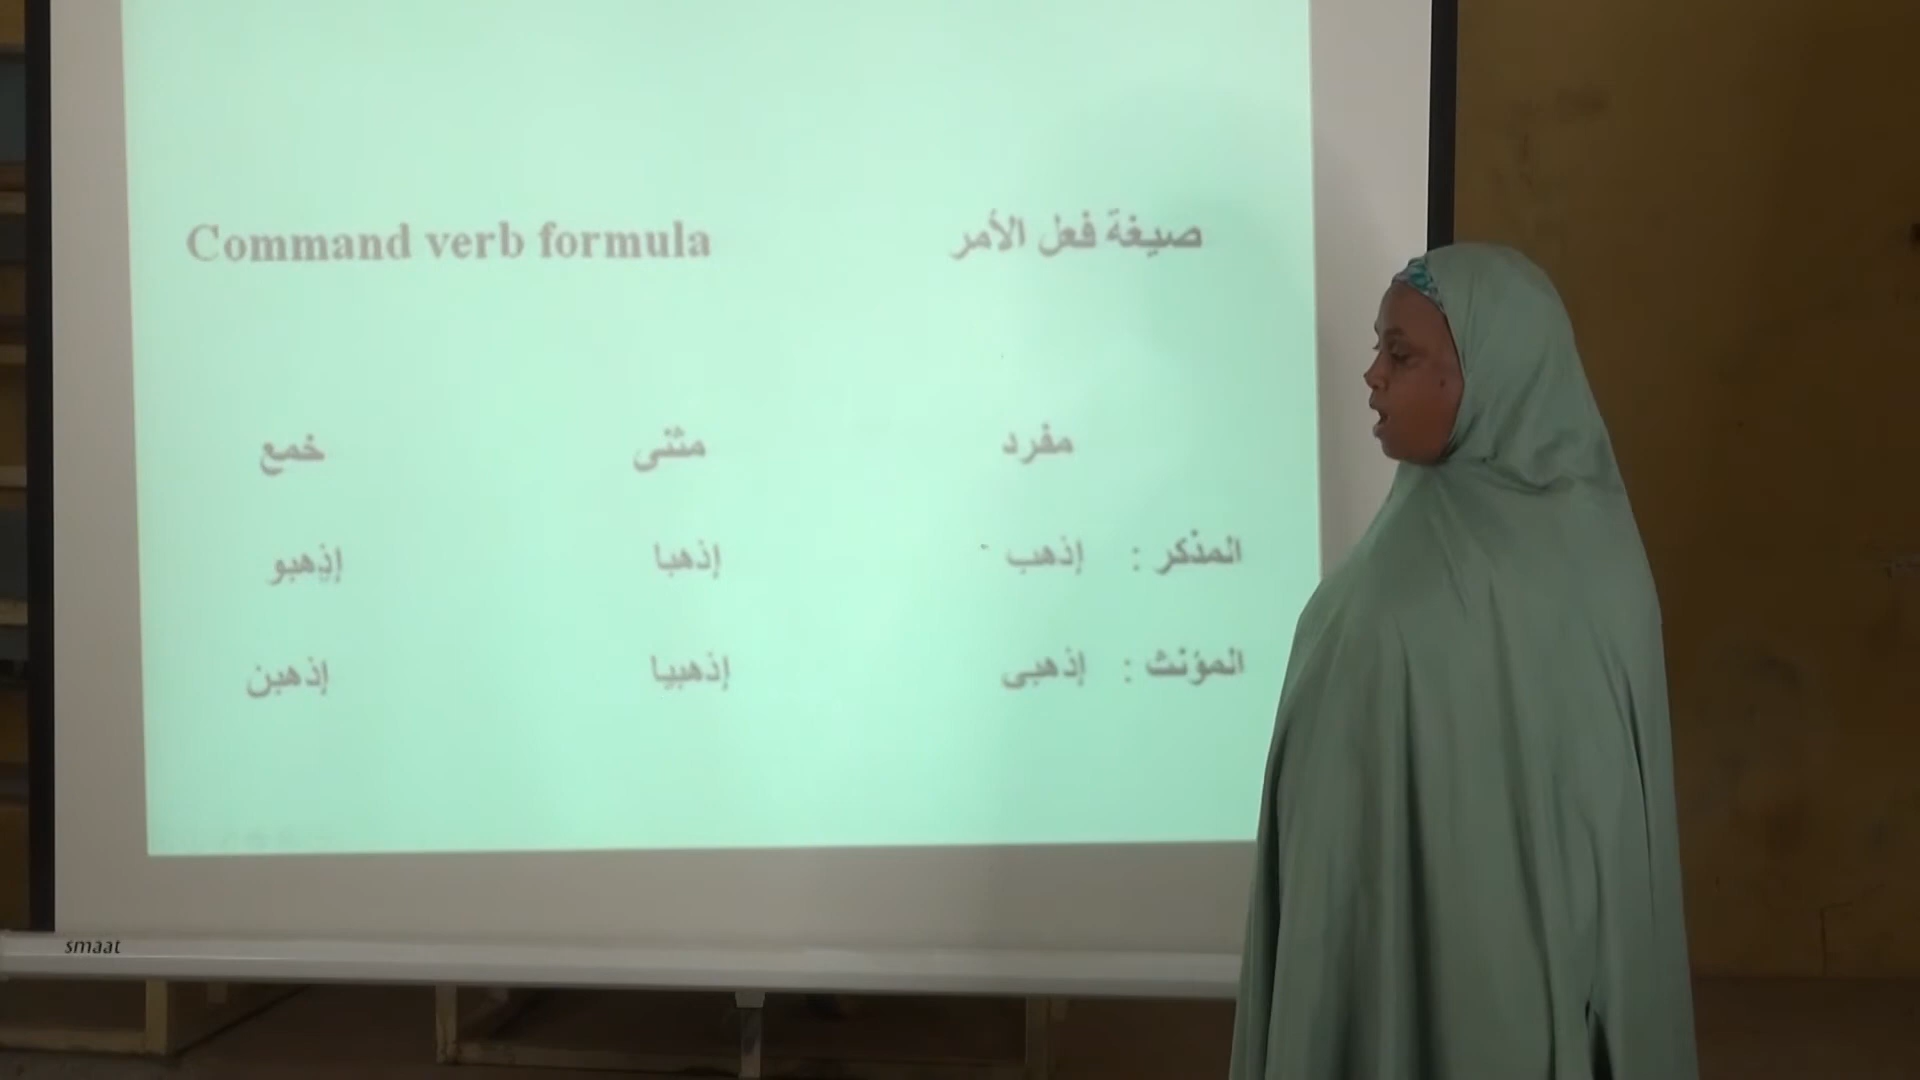 Command verb formula صيغة فعل الأمر
مفرد مثنى خمع
المذكر : إذهب إذهبا إذهبو
المؤنث : إذهبى إذهبيا إذهبن
smaat